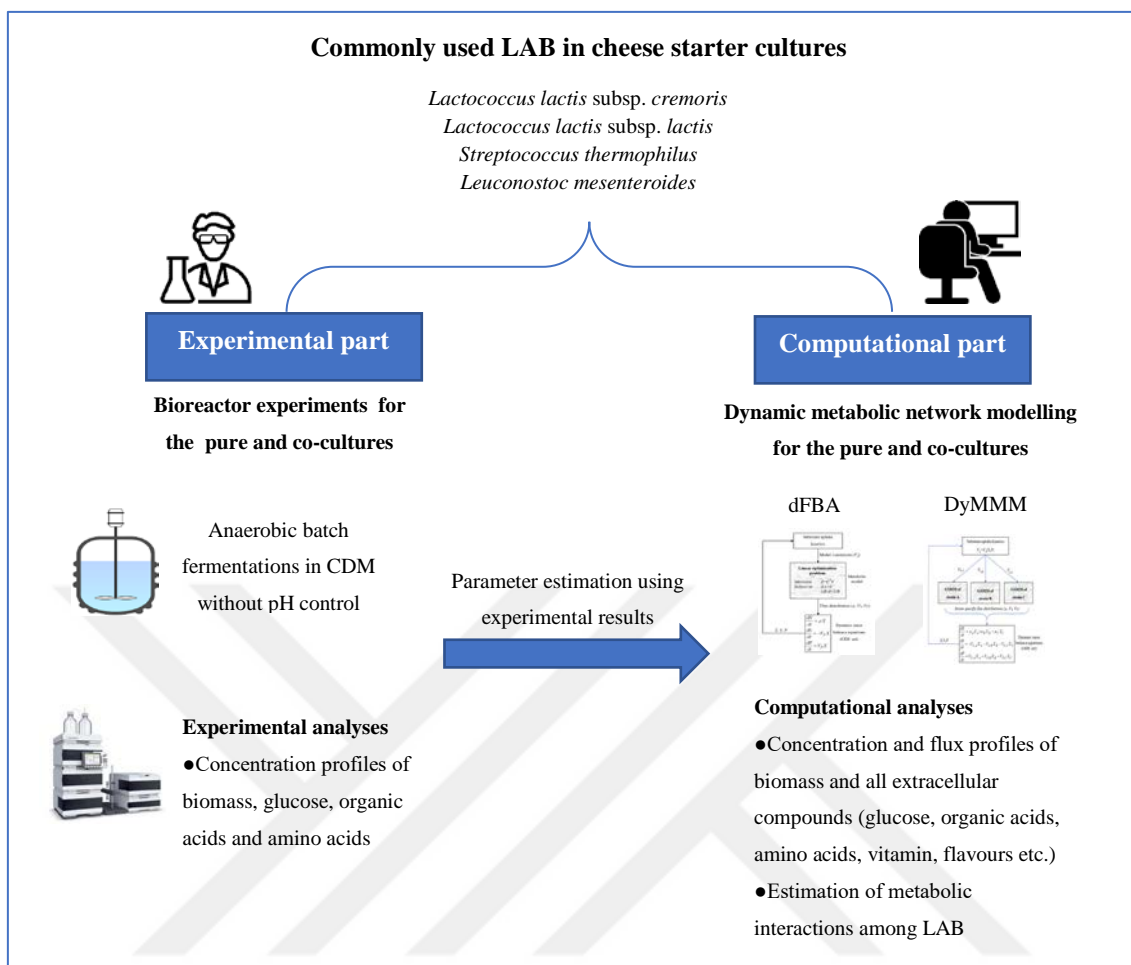 Commonly used LAB in cheese starter cultures
Lactococcus lactis subsp. cremoris
Lactococcus lactis subsp. lactis
Streptococcus thermophilus
Leuconostoc mesenteroides
Experimental part
Bioreactor experiments for
the pure and co-cultures
Anaerobic batch
fermentations in CDM
without pH control
Experimental analyses
●Concentration profiles of
biomass, glucose, organic
acids and amino acids
Parameter estimation using
experimental results
Computational part
Dynamic metabolic network modelling
for the pure and co-cultures
dFBA
DyMMM
Computational analyses
●Concentration and flux profiles of
biomass and all extracellular
compounds (glucose, organic acids,
amino acids, vitamin, flavours etc.)
●Estimation of metabolic
interactions among LAB